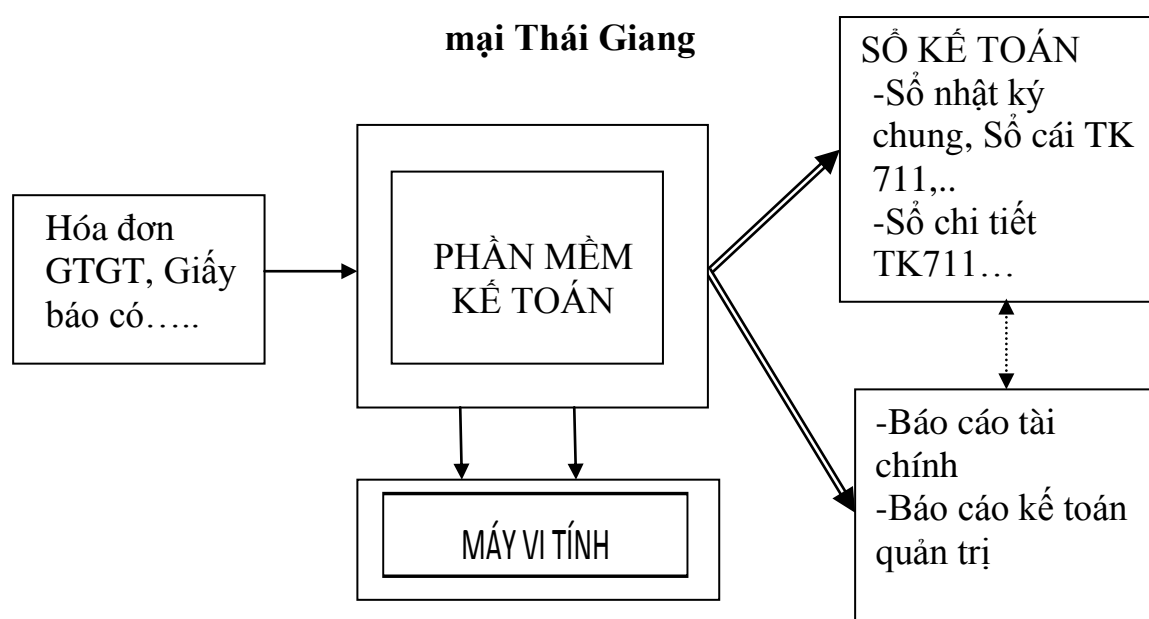 mại Thái Giang
Hóa đơn
GTGT, Giấy
báo có…..
PHẦN MỀM
KẾ TOÁN
MÁY VI TÍNH
SỔ KẾ TOÁN
-Sổ nhật ký
chung, Sổ cái TK
711,..
-Sổ chi tiết
TK711…
-Báo cáo tài
chính
-Báo cáo kế toán
quản trị